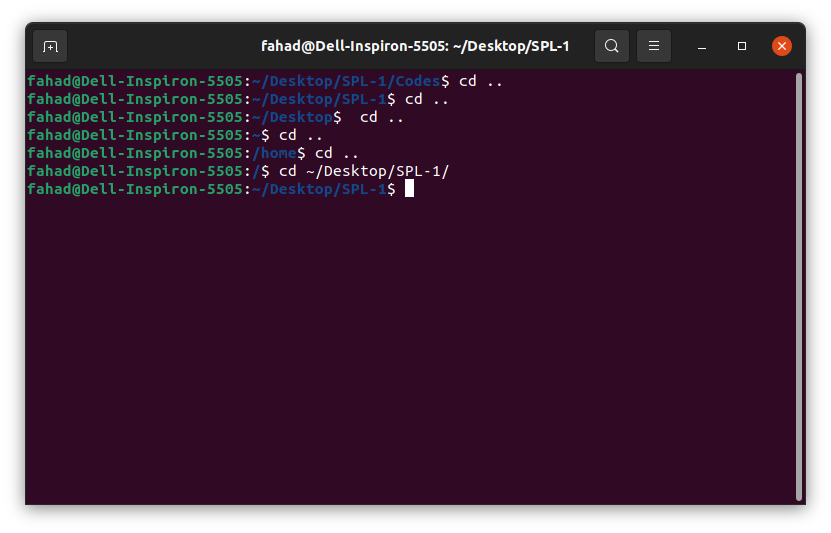 fahad@Dell-Inspiron-5505: ~/Desktop/SPL-1
fahad@Dell-Inspiron-5505:~/Desktop/SPL-1/Codes$ cd ..
fahad@Dell-Inspiron-5505:~/Desktop/SPL-1$ cd ..
fahad@Dell-Inspiron-5505:~/Desktop$  cd ..
fahad@Dell-Inspiron-5505:~$ cd ..
fahad@Dell-Inspiron-5505:/home$ cd ..
fahad@Dell-Inspiron-5505:/$ cd ~/Desktop/SPL-1/
fahad@Dell-Inspiron-5505:~/Desktop/SPL-1$